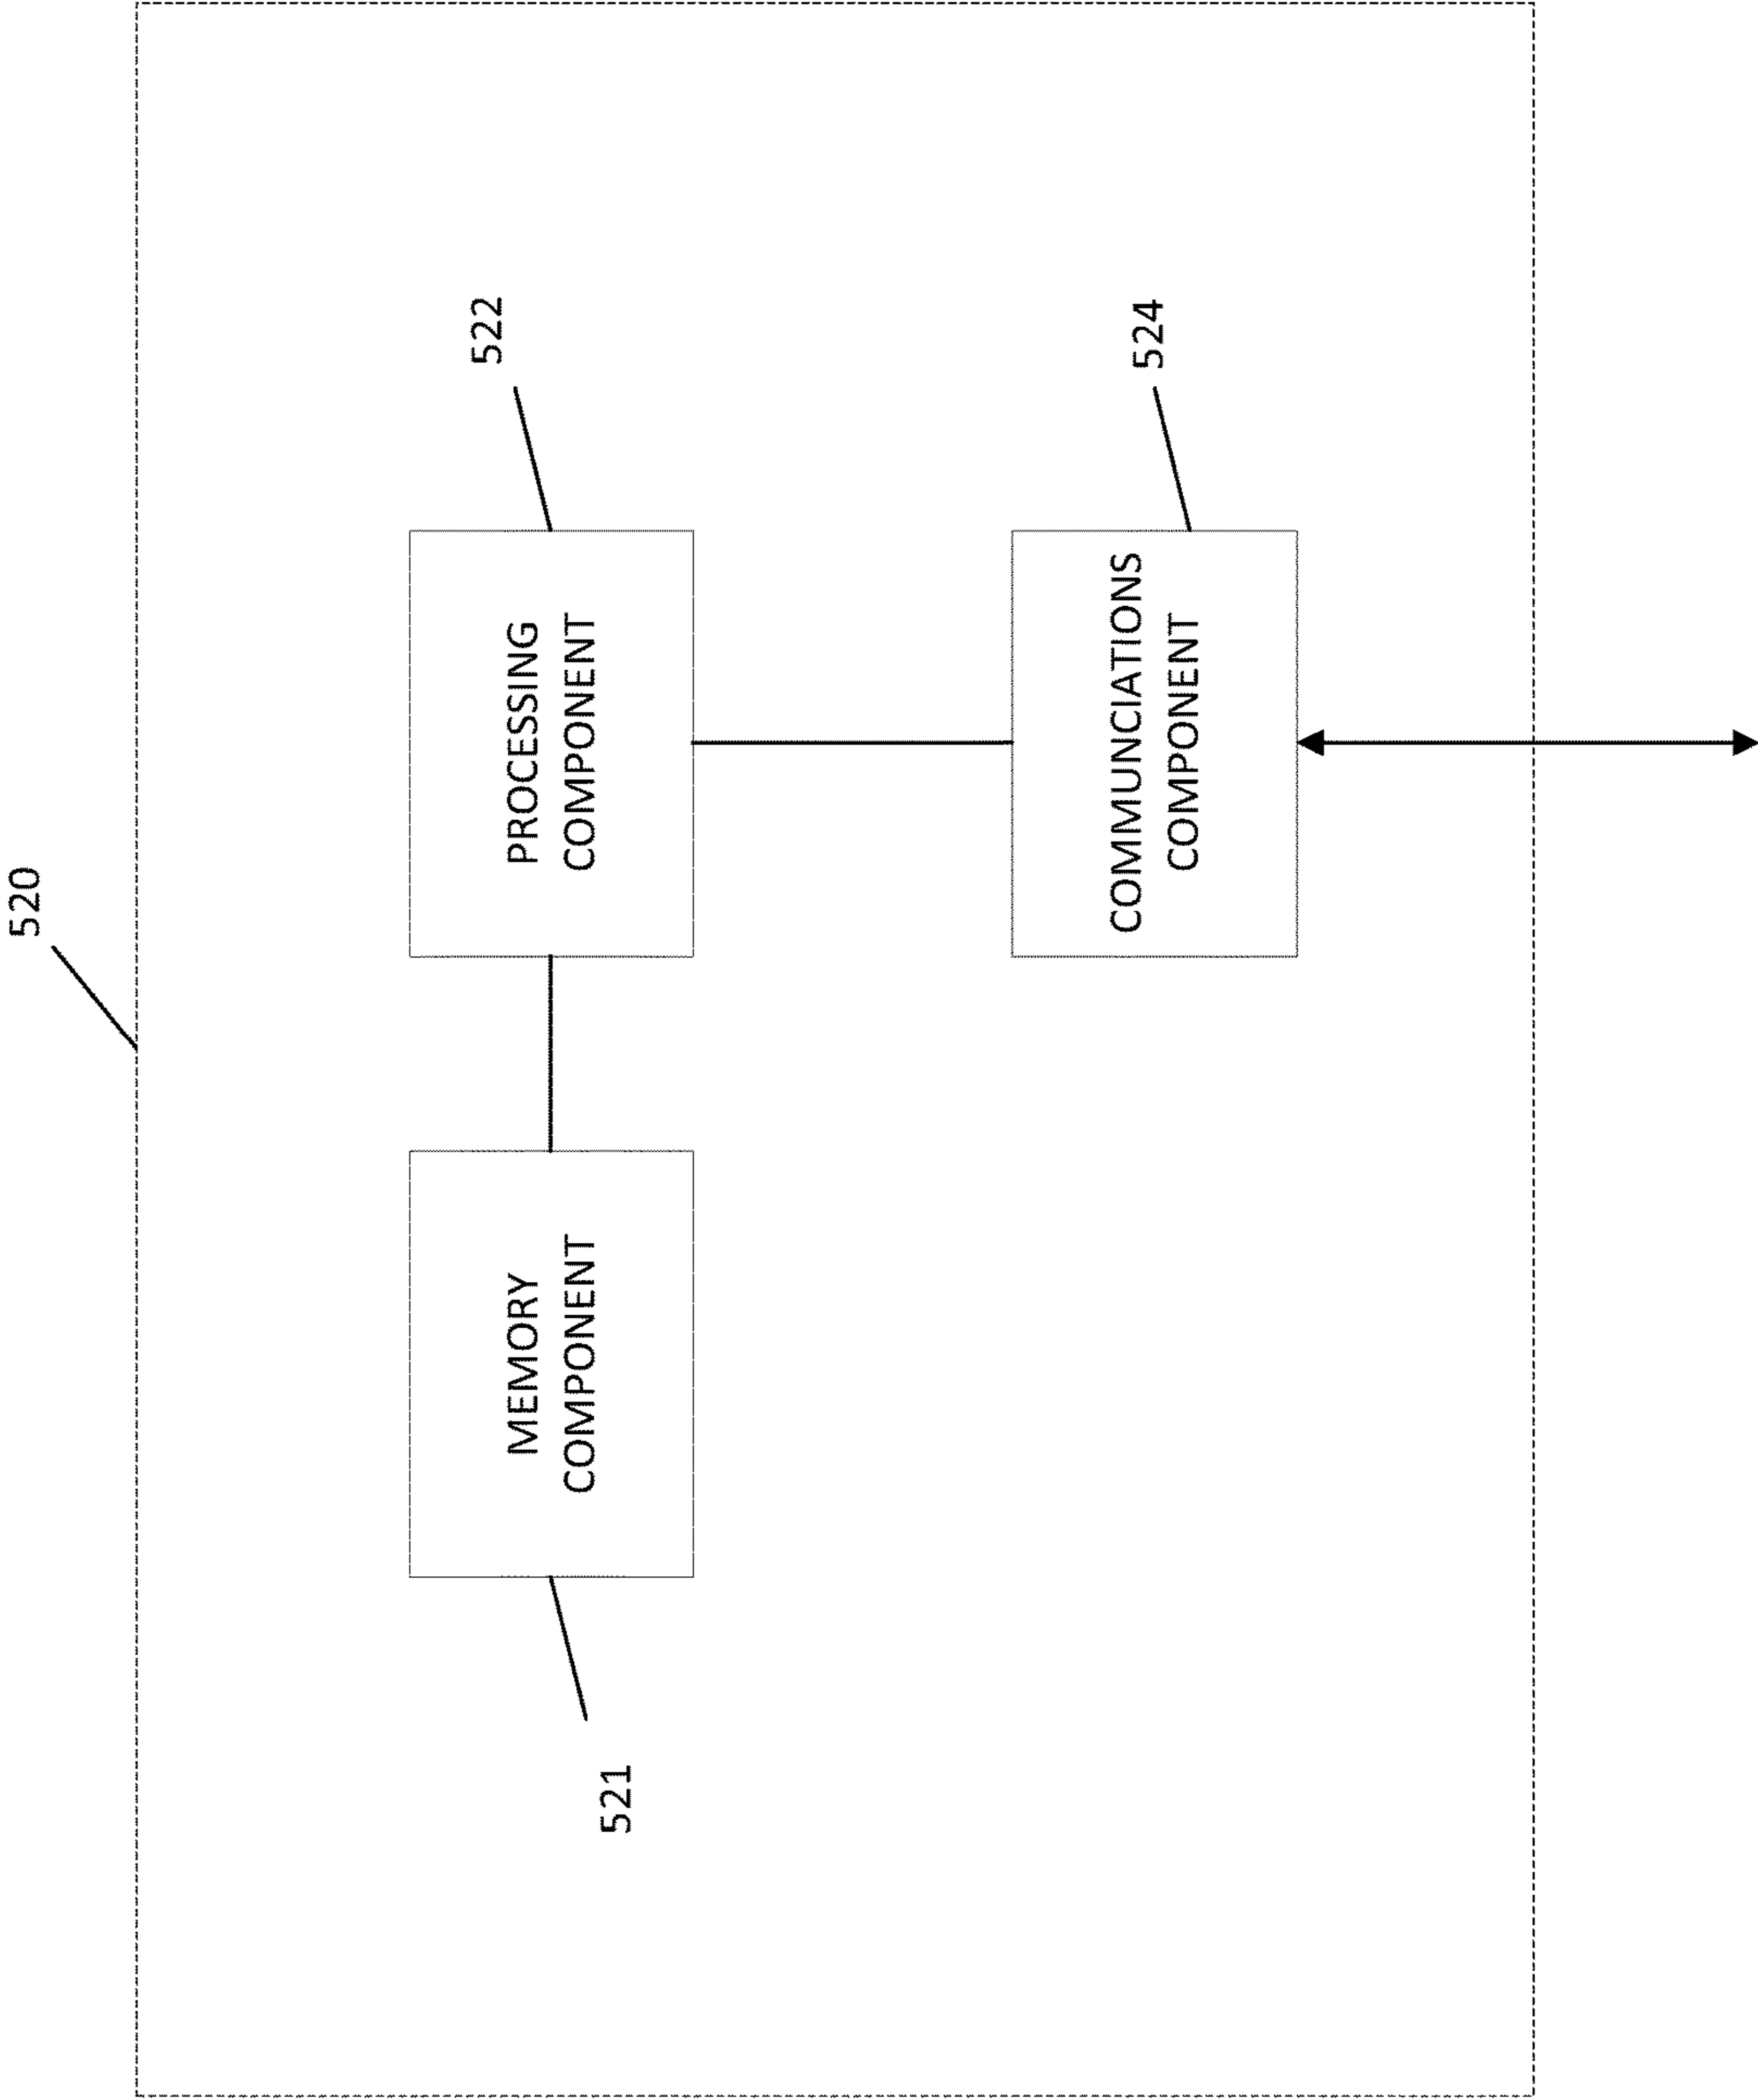 520
522
MEMORY
COMPONENT
PROCESSING
COMPONENT
521
524
COMMUNCIATIONS
COMPONENT